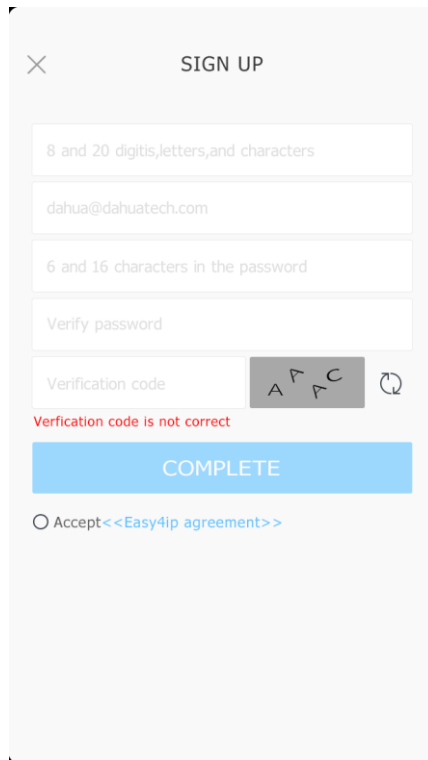 SIGN UP
8 and 20 digitis,letters,and characters
dahua@dahuatech.com
6 and 16 characters in the password
Verify password
Verification code AAAC
Verfication code is not correct
COMPLETE
Accept<<Easy4ip agreement>>